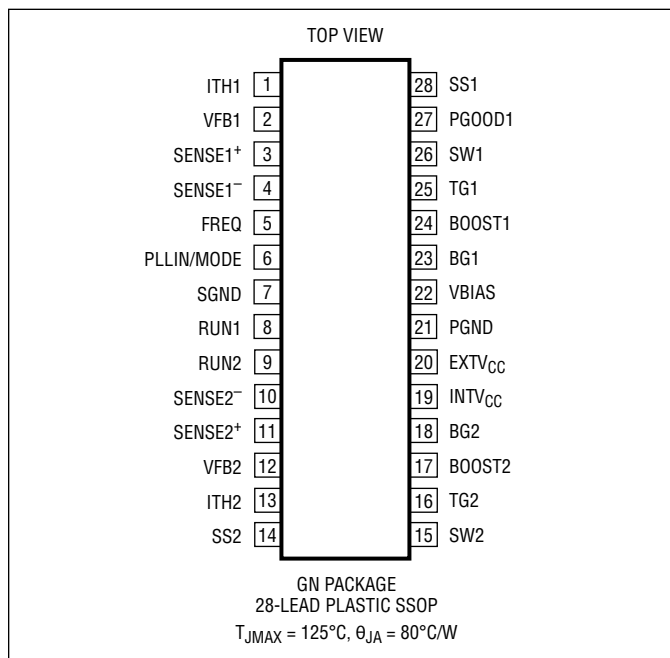 TOP VIEW
ITH1 1 28 SS1
VFB1 2 27 PGOOD1
SENSE1⁺ 3 26 SW1
SENSE1⁻ 4 25 TG1
FREQ 5 24 BOOST1
PLLIN/MODE 6 23 BG1
SGND 7 22 VBIAS
RUN1 8 21 PGND
RUN2 9 20 EXTVCC
SENSE2⁻ 10 19 INTVCC
SENSE2⁺ 11 18 BG2
VFB2 12 17 BOOST2
ITH2 13 16 TG2
SS2 14 15 SW2
GN PACKAGE
28-LEAD PLASTIC SSOP
TJMAX = 125°C, θJA = 80°C/W